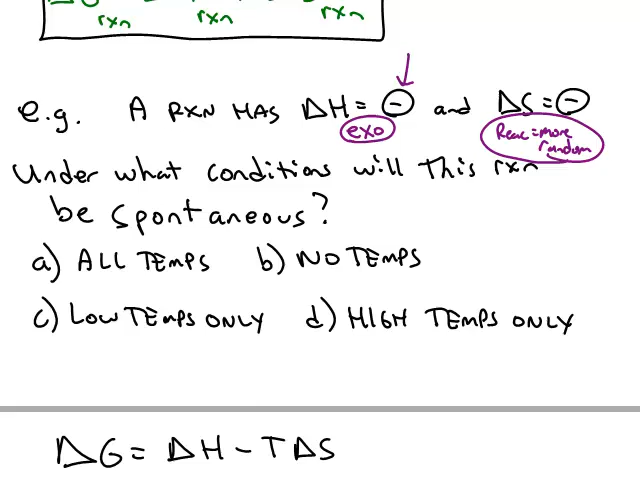 rxn rxn rxn
e.g. A RXN HAS ΔH = ⊖ and ΔS = ⊖
exo
Reac = more
random
Under what conditions will this rxn
be spontaneous?
a) ALL TEMPS b) NO TEMPS
c) LOW TEMPS ONLY d) HIGH TEMPS ONLY
ΔG = ΔH - TΔS